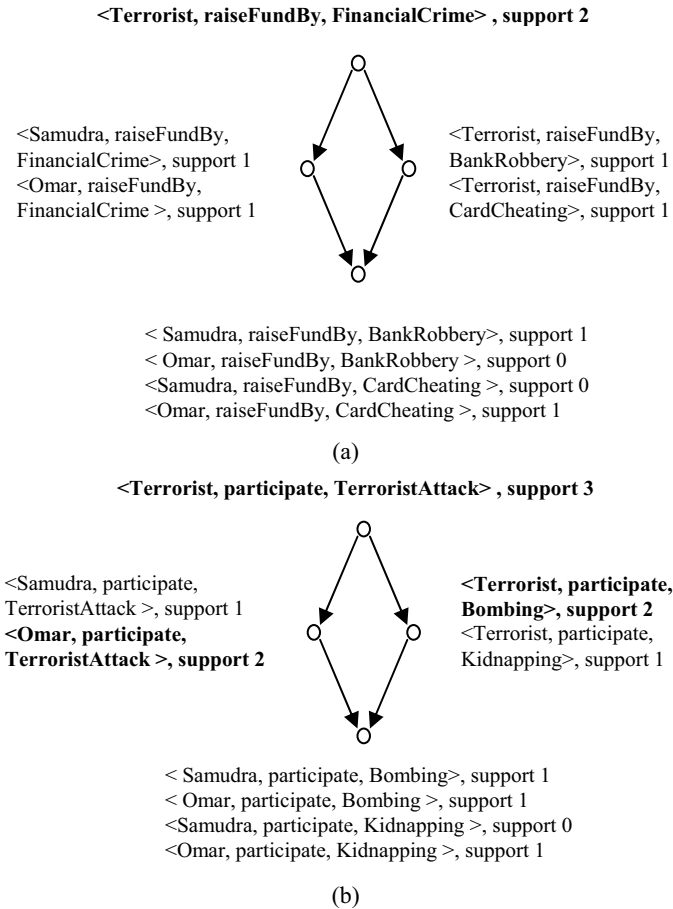 <Terrorist, raiseFundBy, FinancialCrime> , support 2
<Samudra, raiseFundBy,
FinancialCrime>, support 1
<Omar, raiseFundBy,
FinancialCrime >, support 1
<Terrorist, raiseFundBy,
BankRobbery>, support 1
<Terrorist, raiseFundBy,
CardCheating>, support 1
< Samudra, raiseFundBy, BankRobbery>, support 1
< Omar, raiseFundBy, BankRobbery >, support 0
<Samudra, raiseFundBy, CardCheating >, support 0
<Omar, raiseFundBy, CardCheating >, support 1
(a)
<Terrorist, participate, TerroristAttack> , support 3
<Samudra, participate,
TerroristAttack >, support 1
<Omar, participate,
TerroristAttack >, support 2
<Terrorist, participate,
Bombing>, support 2
<Terrorist, participate,
Kidnapping>, support 1
< Samudra, participate, Bombing>, support 1
< Omar, participate, Bombing >, support 1
<Samudra, participate, Kidnapping >, support 0
<Omar, participate, Kidnapping >, support 1
(b)